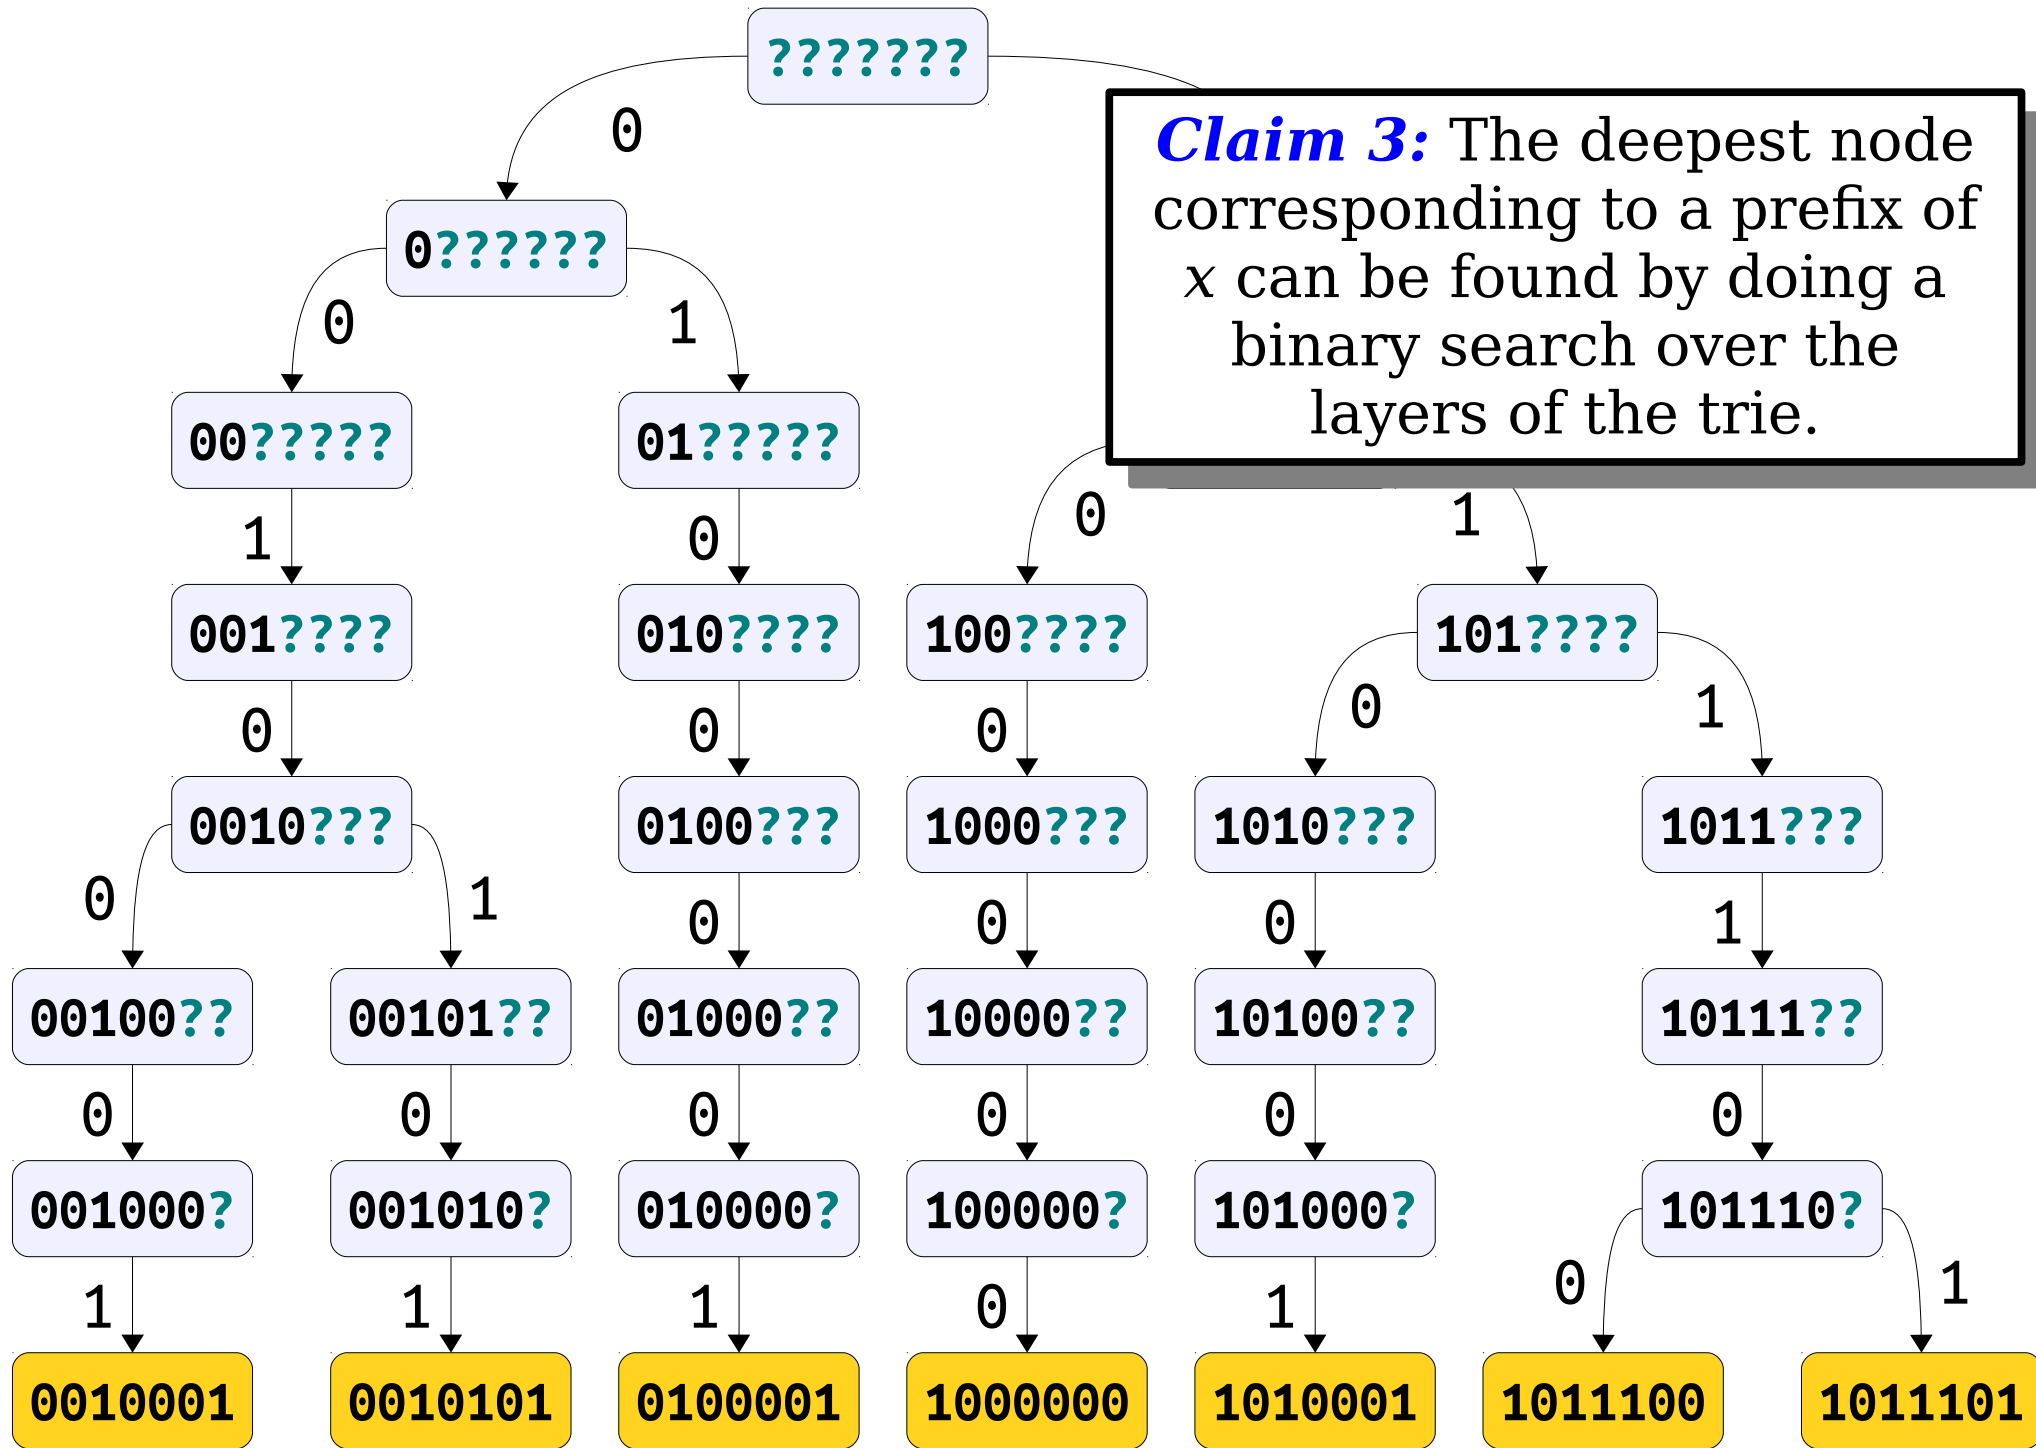 ???????
Claim 3: The deepest node
corresponding to a prefix of
x can be found by doing a
binary search over the
layers of the trie.
0
0??????
0 1
00????? 01?????
1 0 0 1
001???? 010???? 100???? 101????
0 0 0 0 1
0010??? 0100??? 1000??? 1010??? 1011???
0 1 0 0 0 1
00100?? 00101?? 01000?? 10000?? 10100?? 10111??
0 0 0 0 0 0
001000? 001010? 010000? 100000? 101000? 101110?
1 1 1 0 1 0 1
0010001 0010101 0100001 1000000 1010001 1011100 1011101